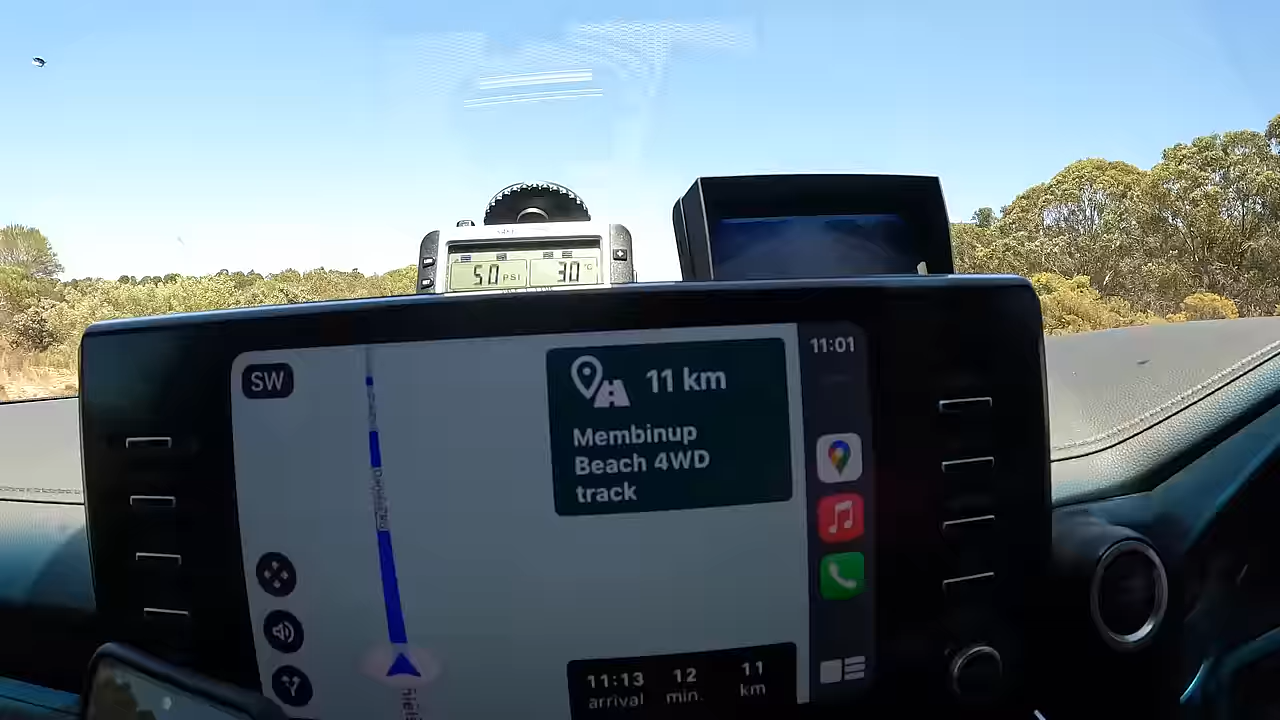 50 PSI 30 °C
SW
11 km
Membinup
Beach 4WD
track
11:01
11:13 12 11
arrival min. km